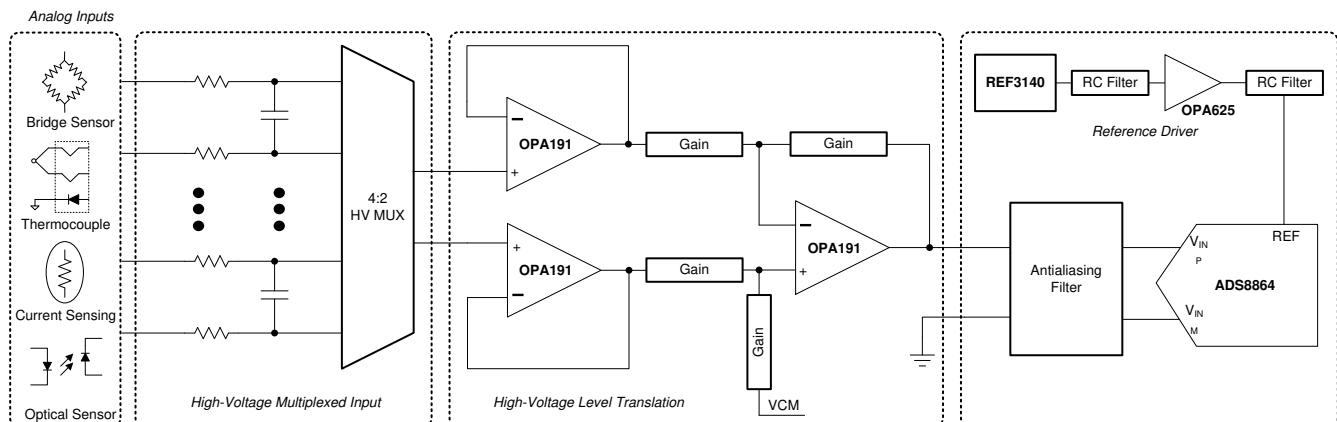 Analog Inputs
Bridge Sensor
Thermocouple
Current Sensing
Optical Sensor
4:2
HV MUX
High-Voltage Multiplexed Input
OPA191
OPA191
Gain
Gain
Gain
Gain
VCM
OPA191
High-Voltage Level Translation
REF3140
RC Filter
OPA625
RC Filter
Reference Driver
Antialiasing
Filter
REF
VIN
P
ADS8864
VIN
M